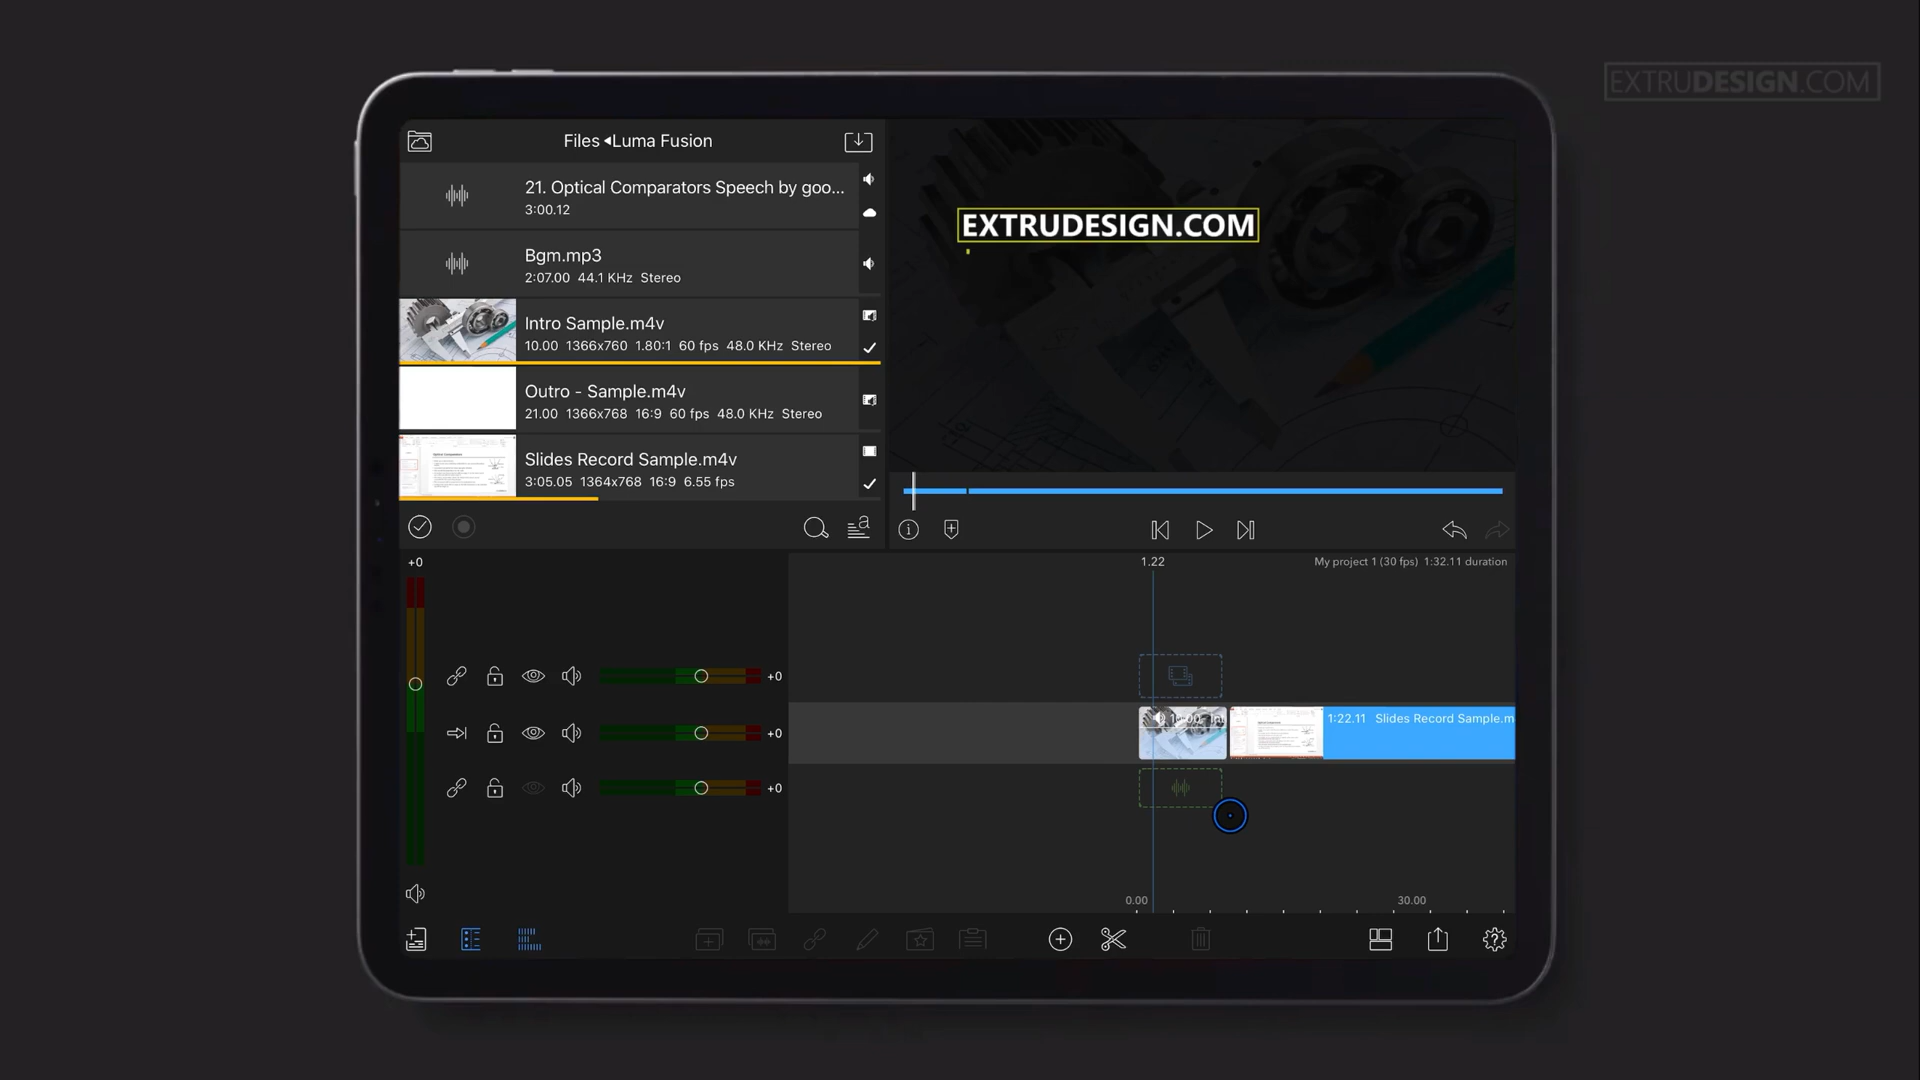 EXTRUDESIGN.COM
Files ◂Luma Fusion
21. Optical Comparators Speech by goo...
3:00.12
Bgm.mp3
2:07.00 44.1 KHz Stereo
Intro Sample.m4v
10.00 1366x760 1.80:1 60 fps 48.0 KHz Stereo
Outro - Sample.m4v
21.00 1366x768 16:9 60 fps 48.0 KHz Stereo
Slides Record Sample.m4v
3:05.05 1364x768 16:9 6.55 fps
EXTRUDESIGN.COM
+0
1.22
My project 1 (30 fps) 1:32.11 duration
+0
1:22.11 Slides Record Sample.m
+0
+0
0.00
30.00